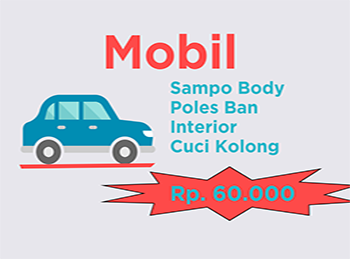 Mobil
Sampo Body
Poles Ban
Interior
Cuci Kolong
Rp. 60.000